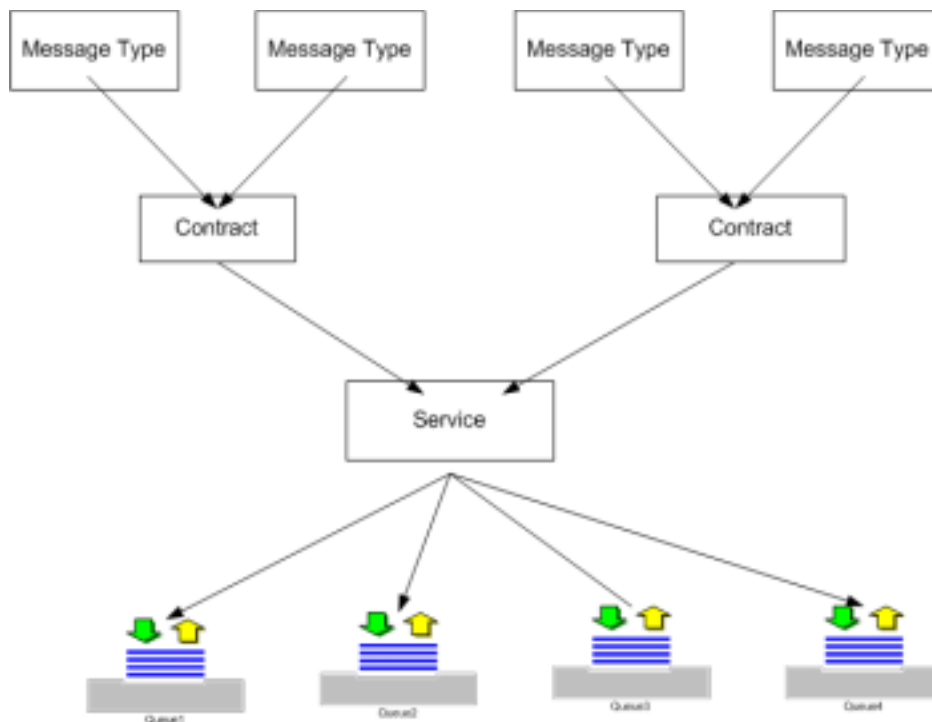 Message Type
Message Type
Message Type
Message Type
Contract
Contract
Service
Queue1
Queue2
Queue3
Queue4